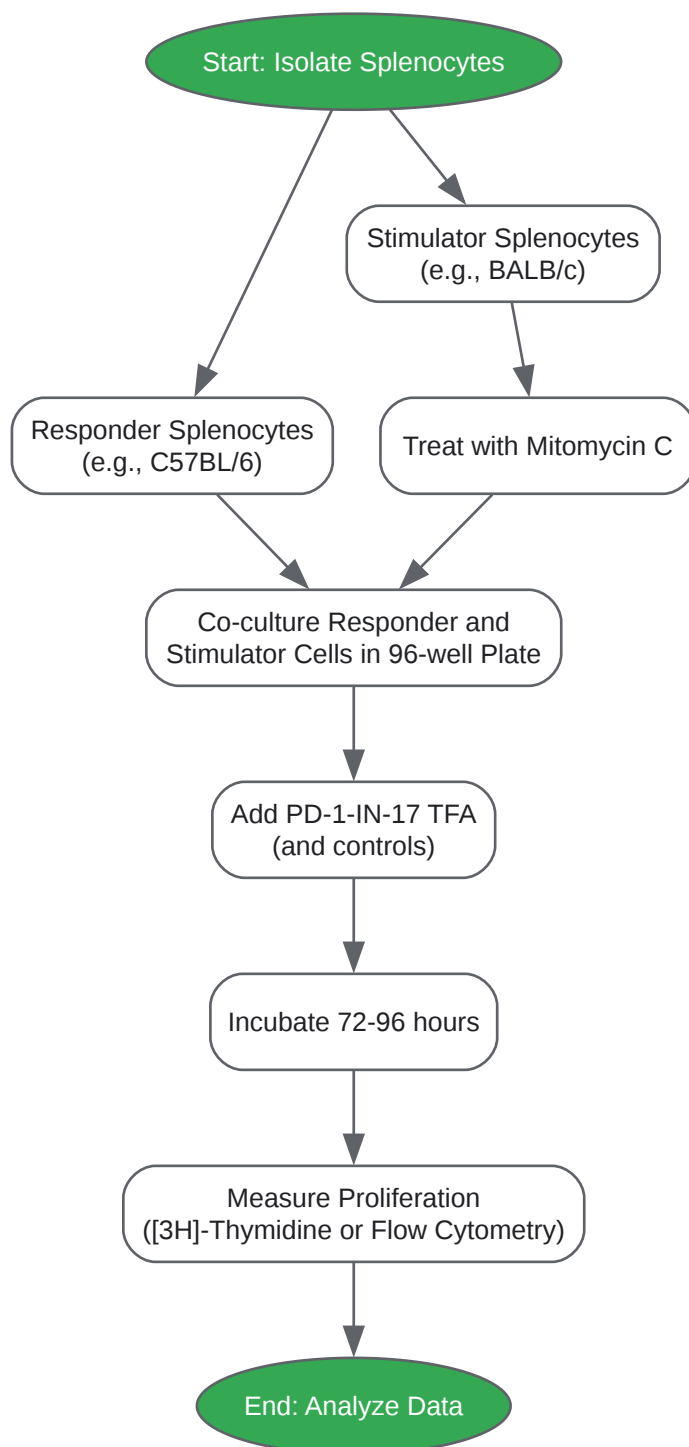 Start: Isolate Splenocytes
Stimulator Splenocytes
(e.g., BALB/c)
Responder Splenocytes
(e.g., C57BL/6)
Treat with Mitomycin C
Co-culture Responder and
Stimulator Cells in 96-well Plate
Add PD-1-IN-17 TFA
(and controls)
Incubate 72-96 hours
Measure Proliferation
([3H]-Thymidine or Flow Cytometry)
End: Analyze Data